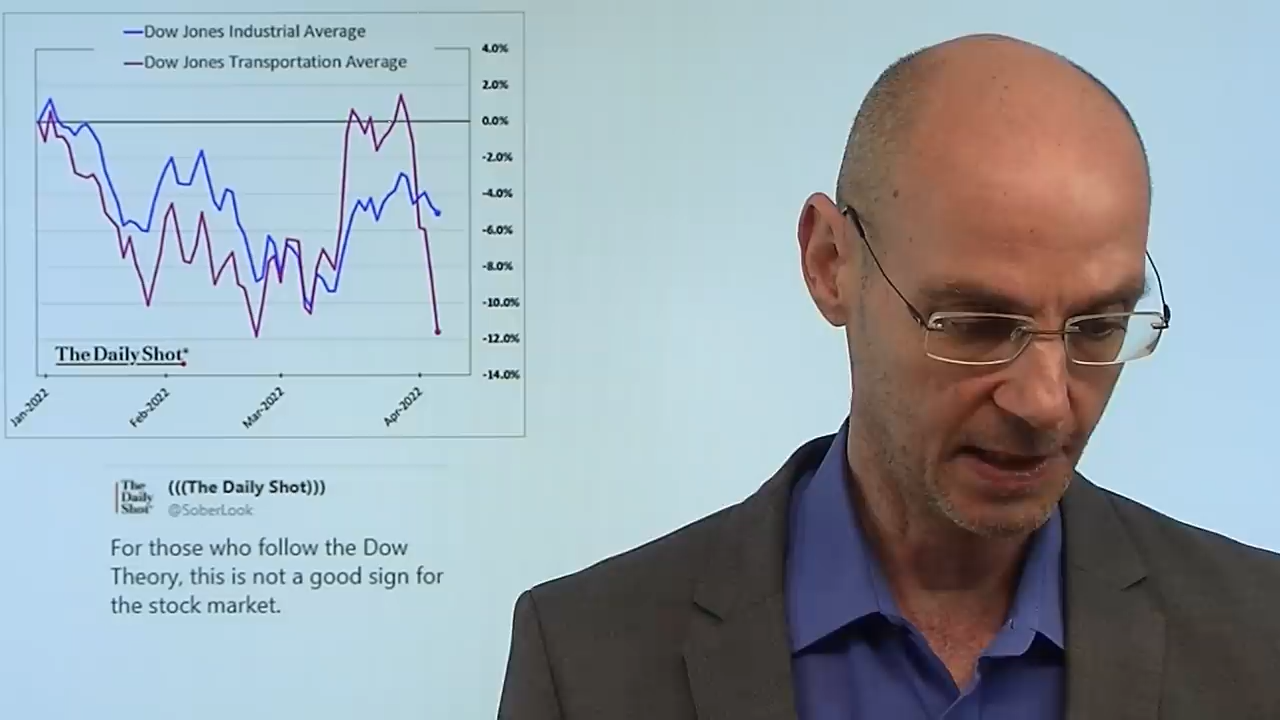 Dow Jones Industrial Average
Dow Jones Transportation Average
4.0%
2.0%
0.0%
-2.0%
-4.0%
-6.0%
-8.0%
-10.0%
-12.0%
-14.0%
The Daily Shot®
Jan-2022
Feb-2022
Mar-2022
Apr-2022
The
Daily
Shot®
(((The Daily Shot)))
@SoberLook
For those who follow the Dow
Theory, this is not a good sign for
the stock market.